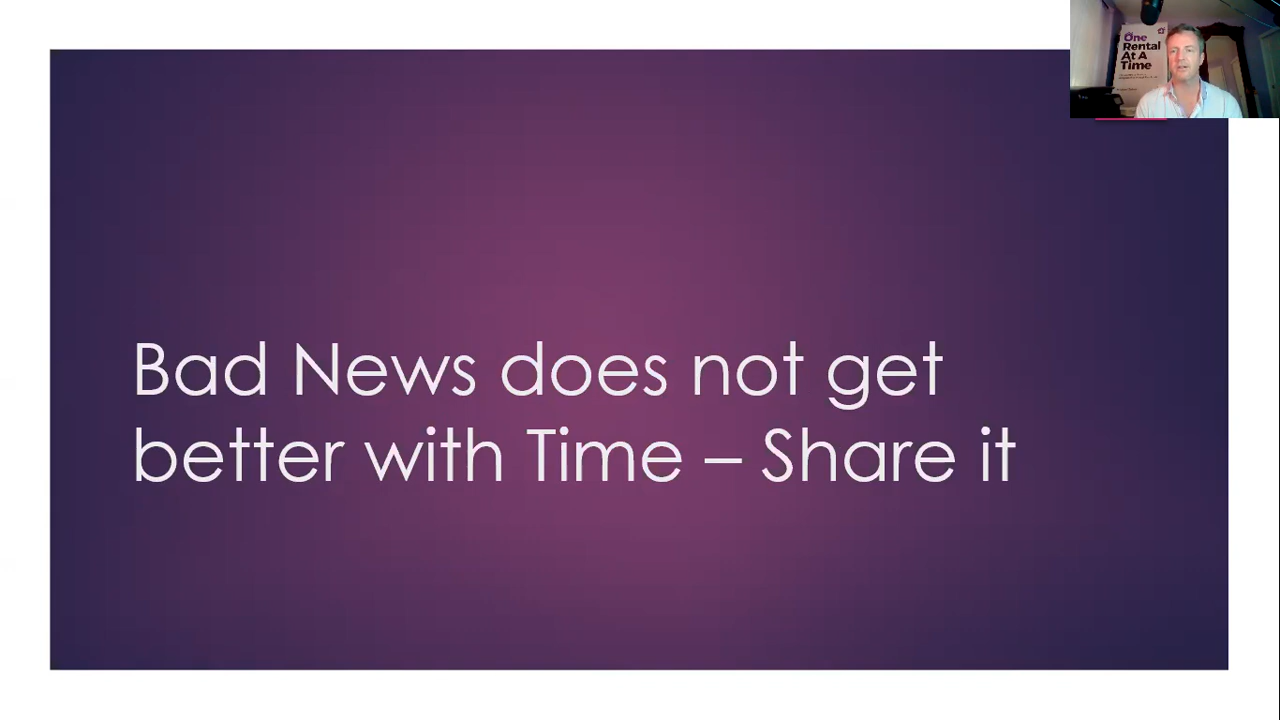 One
Rental
At A
Time
Bad News does not get
better with Time – Share it